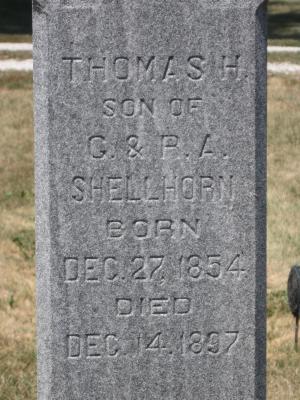 THOMAS H.
SON OF
G. & P. A.
SHELLHORN
BORN
DEC. 27, 1854
DIED
DEC. 14. 1897